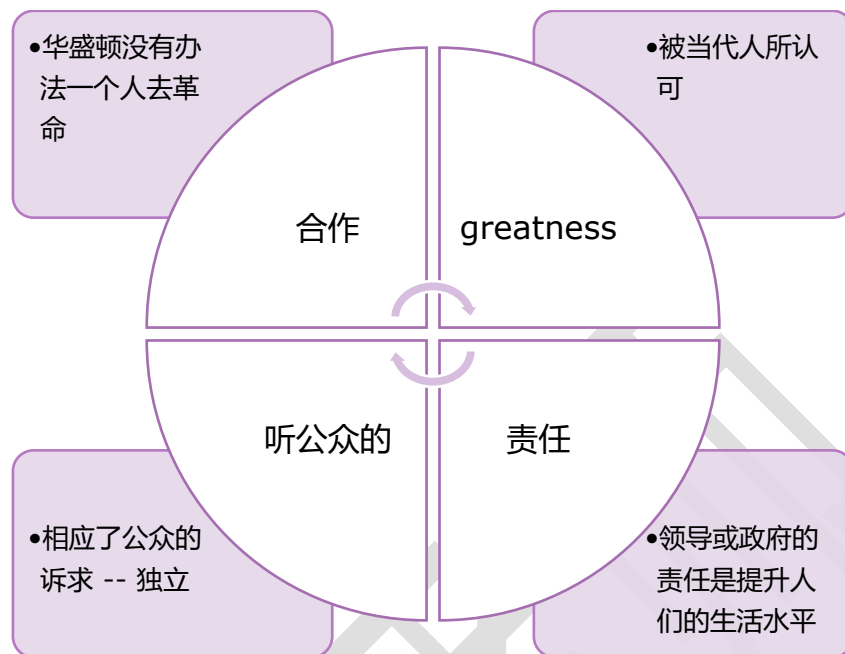 •华盛顿没有办
法一个人去革
命
•被当代人所认
可
合作
greatness
听公众的
责任
•相应了公众的
诉求 -- 独立
•领导或政府的
责任是提升人
们的生活水平